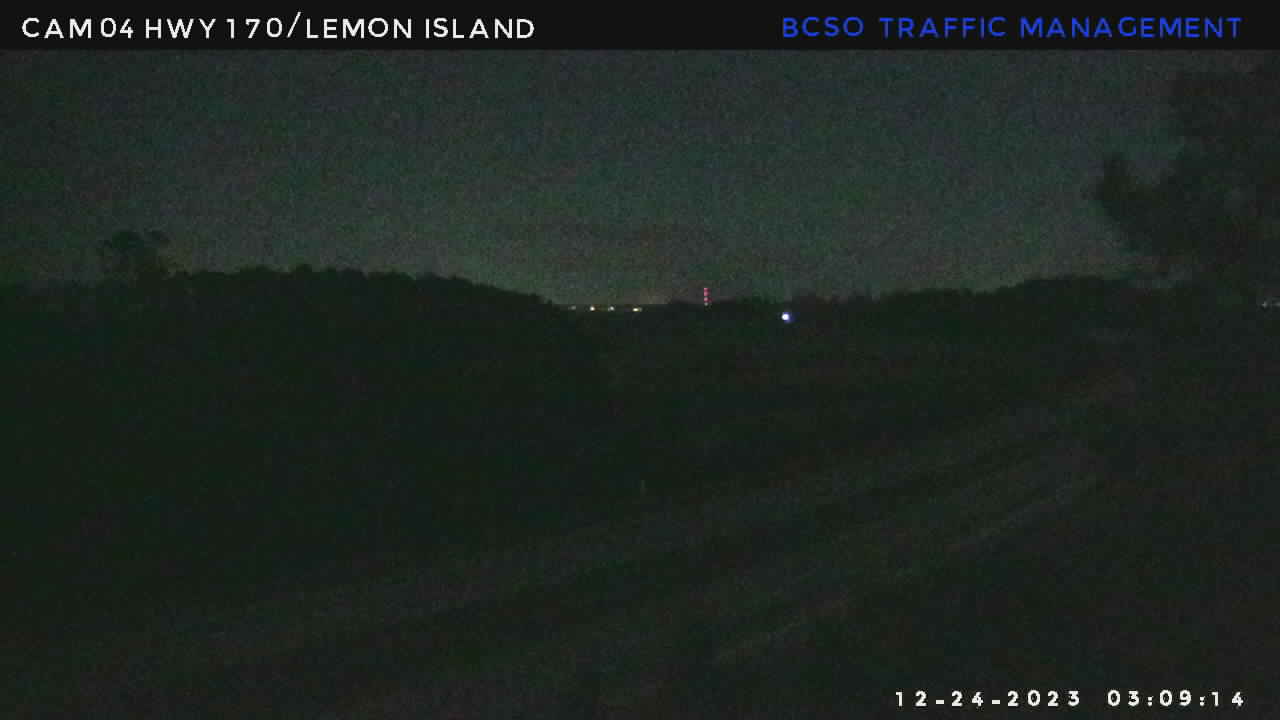 CAM04 HWY 170/LEMON ISLAND
BCSO TRAFFIC MANAGEMENT
12-24-2023 03:09:14